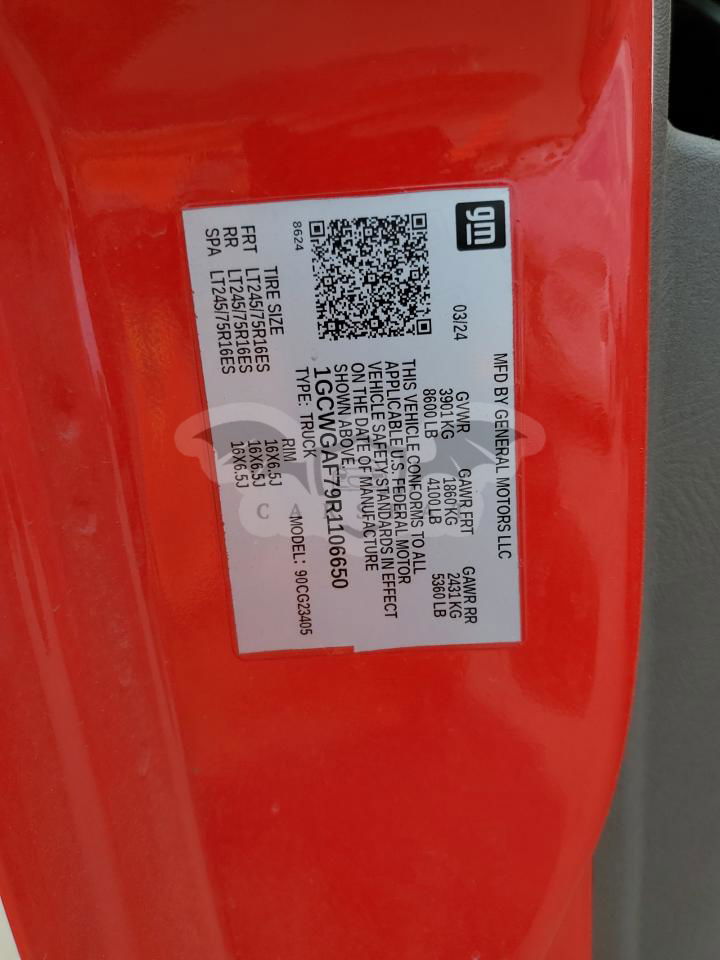 gm
MFD BY GENERAL MOTORS LLC
03/24 GVWR GAWR FRT GAWR RR
3901 KG 1860 KG 2431 KG
8600 LB 4100 LB 5360 LB
THIS VEHICLE CONFORMS TO ALL
APPLICABLE U.S. FEDERAL MOTOR
VEHICLE SAFETY STANDARDS IN EFFECT
ON THE DATE OF MANUFACTURE
SHOWN ABOVE.
1GCWGAF79R1106650
TYPE: TRUCK MODEL: 90CG23405
8624
TIRE SIZE RIM
FRT LT245/75R16ES 16X6.5J
RR LT245/75R16ES 16X6.5J
SPA LT245/75R16ES 16X6.5J
CARS